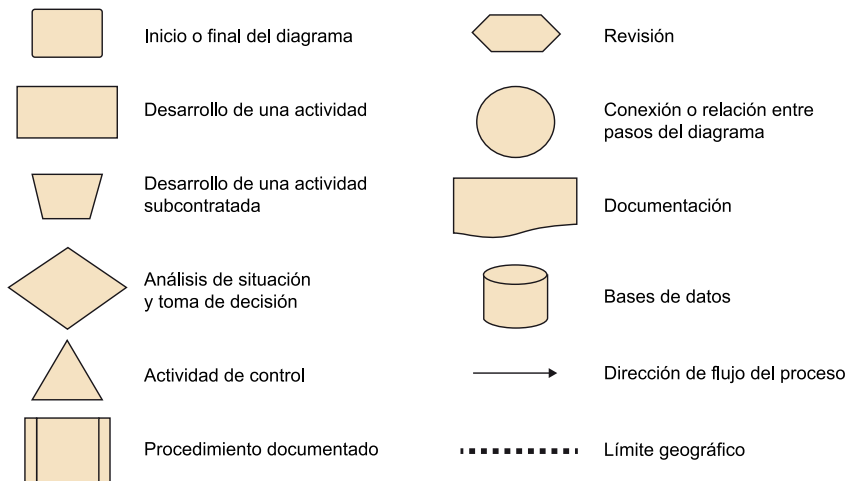 Inicio o final del diagrama
Desarrollo de una actividad
Desarrollo de una actividad
subcontratada
Análisis de situación
y toma de decisión
Actividad de control
Procedimiento documentado
Revisión
Conexión o relación entre
pasos del diagrama
Documentación
Bases de datos
Dirección de flujo del proceso
Límite geográfico